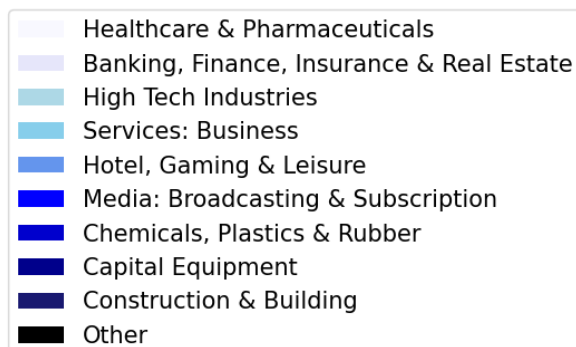 Healthcare & Pharmaceuticals
Banking, Finance, Insurance & Real Estate
High Tech Industries
Services: Business
Hotel, Gaming & Leisure
Media: Broadcasting & Subscription
Chemicals, Plastics & Rubber
Capital Equipment
Construction & Building
Other